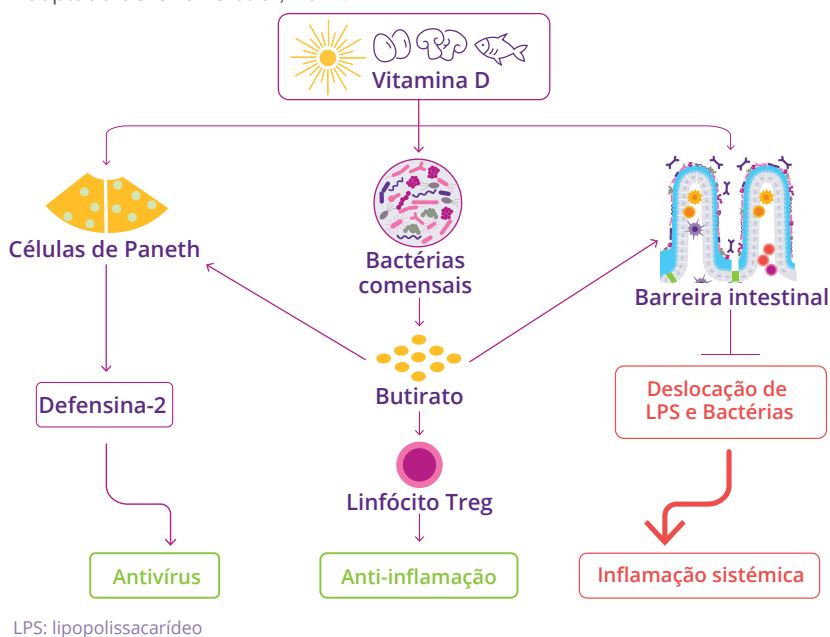 Vitamina D
Células de Paneth
Bactérias
comensais
Barreira intestinal
Butirato
Defensina-2
Deslocação de
LPS e Bactérias
Linfócito Treg
Antivírus
Anti-inflamação
Inflamação sistémica
LPS: lipopolissacarídeo